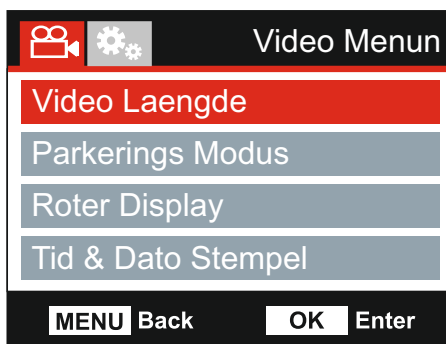 Video Menun
Video Laengde
Parkerings Modus
Roter Display
Tid & Dato Stempel
MENU Back OK Enter